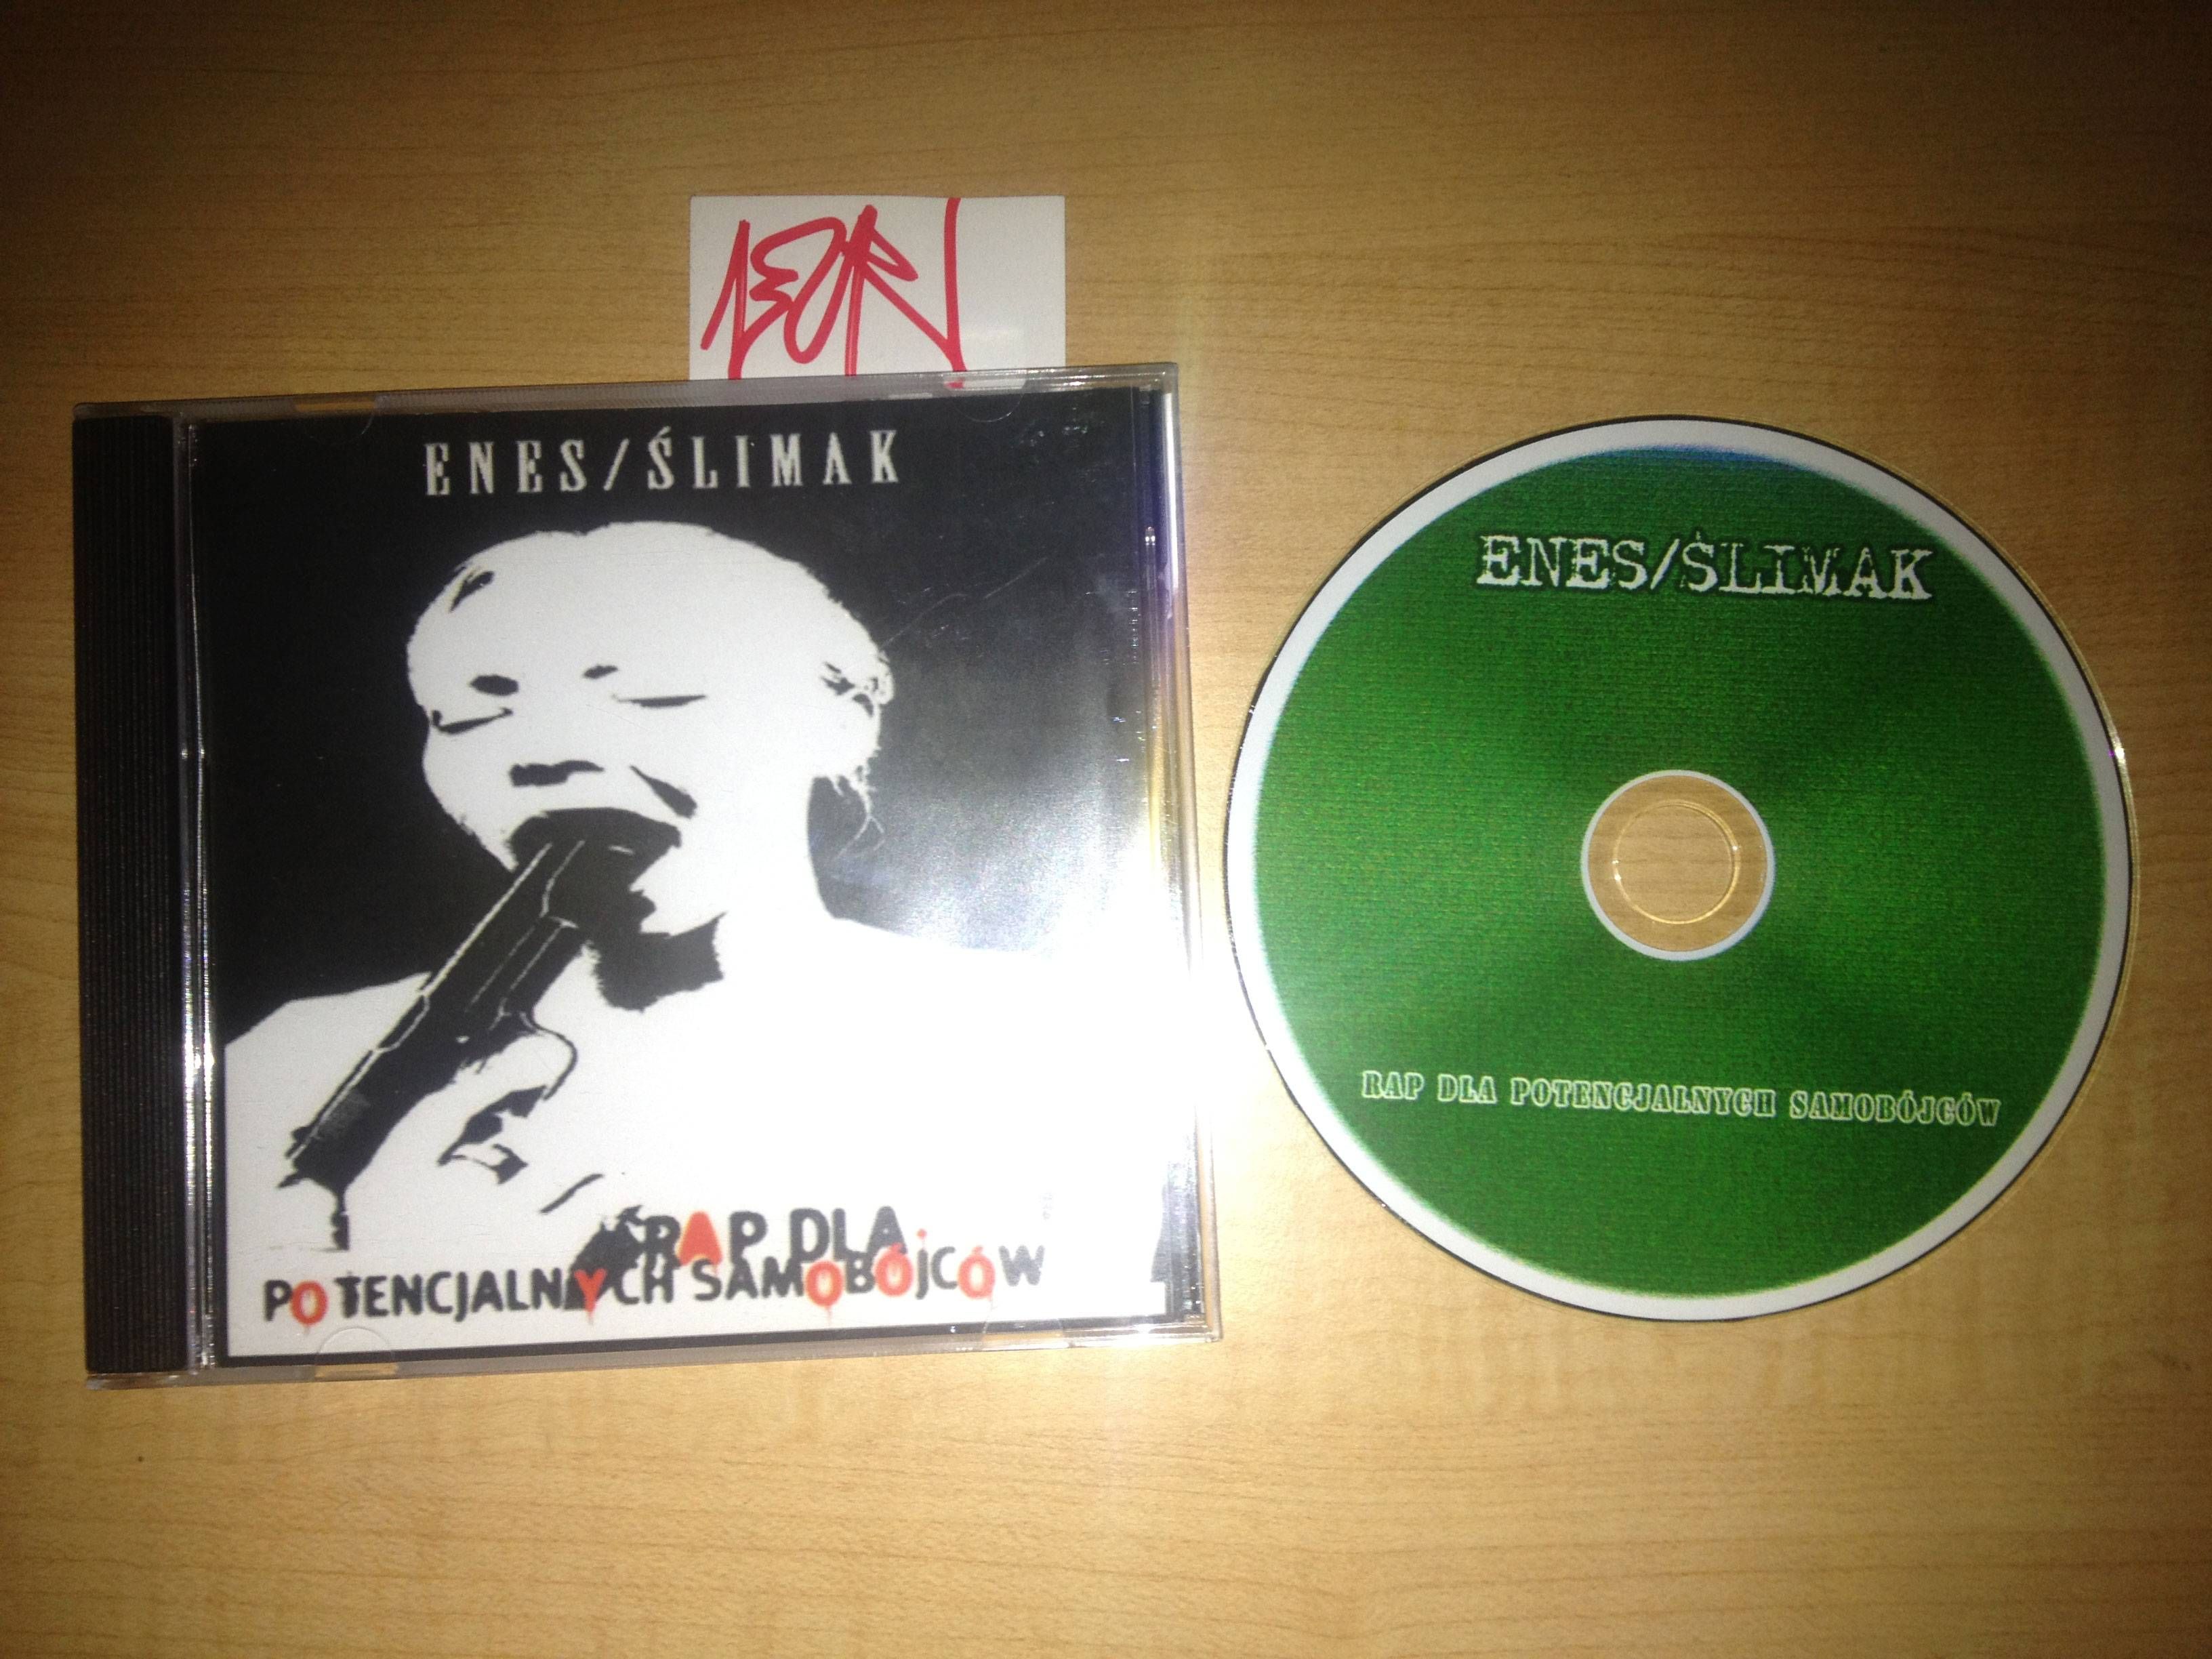 ENES/ŚLIMAK
RAP DLA
POTENCJALNYCH SAMOBÓJCÓW
ENES/ŚLIMAK
RAP DLA POTENCJALNYCH SAMOBÓJCÓW